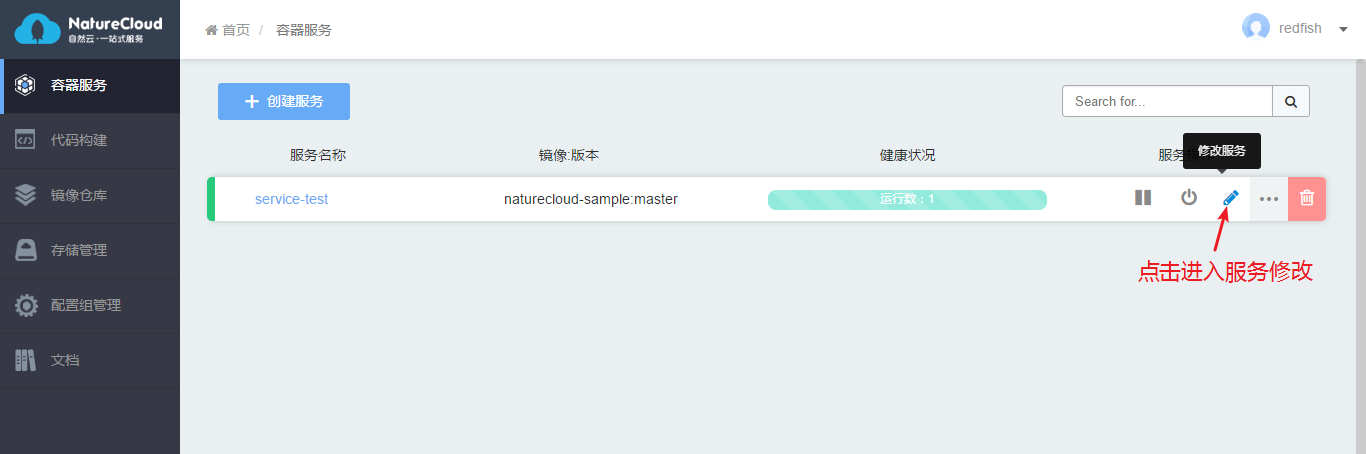 NatureCloud
自然云·一站式服务
首页 / 容器服务
redfish
容器服务
代码构建
镜像仓库
存储管理
配置组管理
文档
创建服务
Search for...
服务名称
镜像:版本
健康状况
服务操
修改服务
service-test
naturecloud-sample:master
运行数 : 1
点击进入服务修改